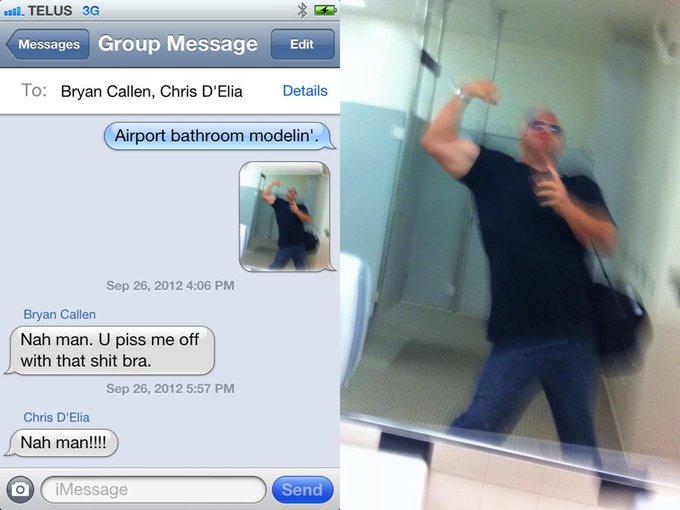 TELUS 3G
Messages Group Message Edit
To: Bryan Callen, Chris D'Elia Details
Airport bathroom modelin'.
Sep 26, 2012 4:06 PM
Bryan Callen
Nah man. U piss me off
with that shit bra.
Sep 26, 2012 5:57 PM
Chris D'Elia
Nah man!!!!
iMessage Send